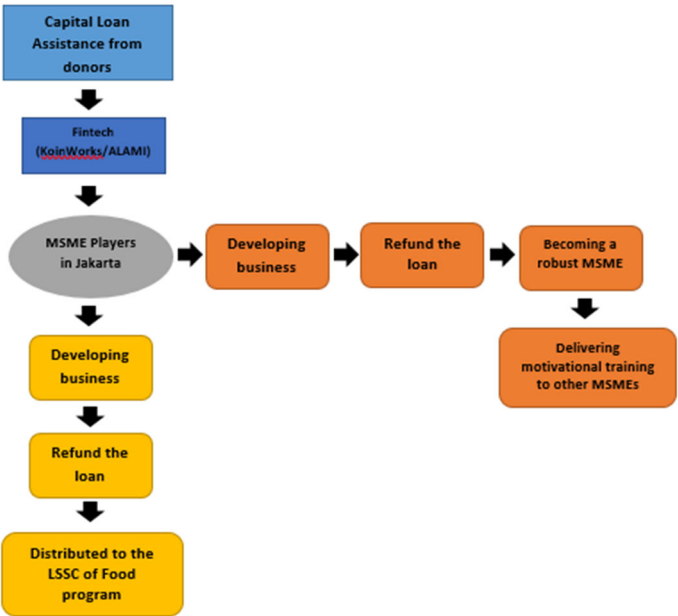 Capital Loan
Assistance from
donors
Fintech
(KoinWorks/ALAMI)
MSME Players
in Jakarta
Developing
business
Refund the
loan
Becoming a
robust MSME
Delivering
motivational training
to other MSMEs
Developing
business
Refund the
loan
Distributed to the
LSSC of Food
program